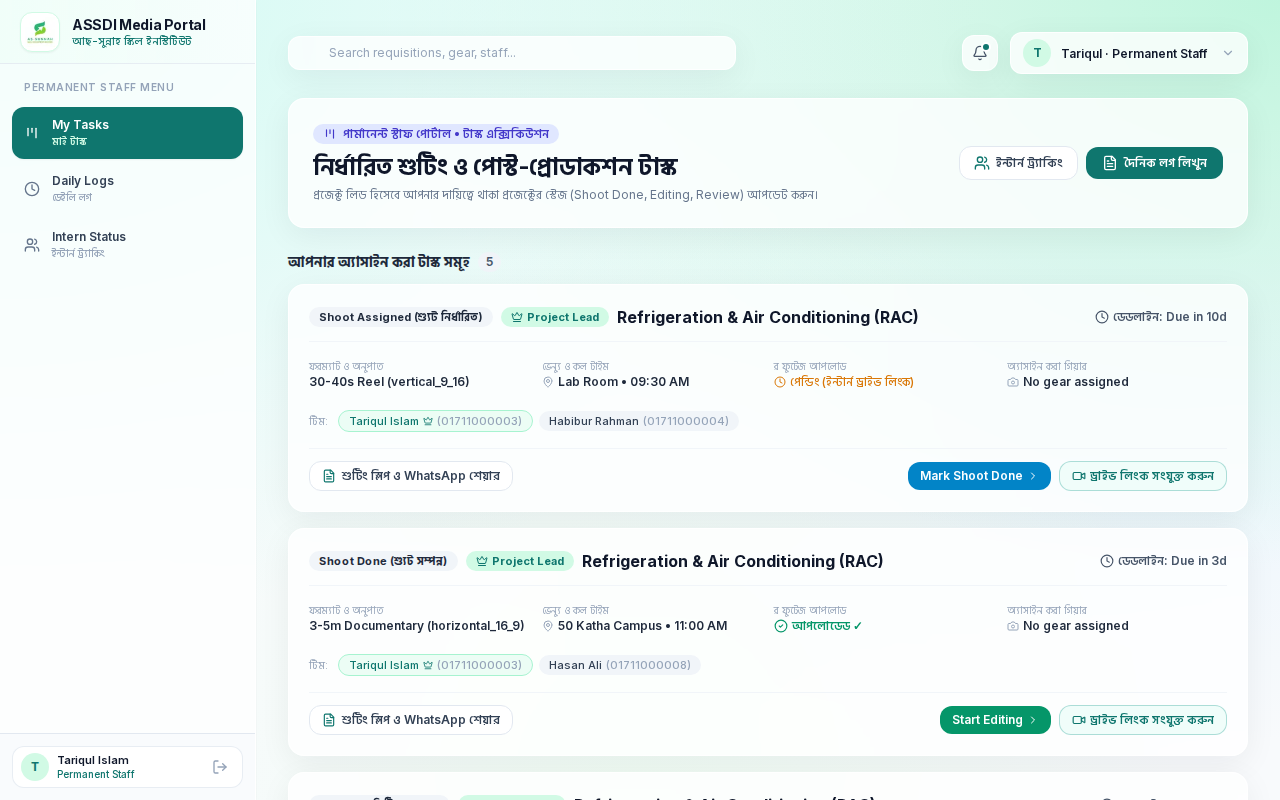 ASSDI Media Portal
আছ-সুন্নাহ স্কিল ইনস্টিটিউট
PERMANENT STAFF MENU
My Tasks
মাই টাস্ক
Daily Logs
ডেইলি লগ
Intern Status
ইন্টার্ন ট্র্যাকিং
Tariqul Islam
Permanent Staff
T
Search requisitions, gear, staff...
T Tariqul · Permanent Staff
পার্মানেন্ট স্টাফ পোর্টাল • টাস্ক এক্সিকিউশন
নির্ধারিত শুটিং ও পোস্ট-প্রোডাকশন টাস্ক
প্রজেক্ট লিড হিসেবে আপনার দায়িত্বে থাকা প্রজেক্টের স্টেজ (Shoot Done, Editing, Review) আপডেট করুন।
ইন্টার্ন ট্র্যাকিং
দৈনিক লগ লিখুন
আপনার অ্যাসাইন করা টাস্ক সমূহ 5
Shoot Assigned (শুট নির্ধারিত) Project Lead Refrigeration & Air Conditioning (RAC) ডেডলাইন: Due in 10d
ফরম্যাট ও অনুপাত ভেন্যু ও কল টাইম র ফুটেজ আপলোড অ্যাসাইন করা গিয়ার
30-40s Reel (vertical_9_16) Lab Room • 09:30 AM পেন্ডিং (ইন্টার্ন ড্রাইভ লিংক) No gear assigned
টিম: Tariqul Islam (01711000003) Habibur Rahman (01711000004)
শুটিং স্লিপ ও WhatsApp শেয়ার Mark Shoot Done ড্রাইভ লিংক সংযুক্ত করুন
Shoot Done (শুট সম্পন্ন) Project Lead Refrigeration & Air Conditioning (RAC) ডেডলাইন: Due in 3d
ফরম্যাট ও অনুপাত ভেন্যু ও কল টাইম র ফুটেজ আপলোড অ্যাসাইন করা গিয়ার
3-5m Documentary (horizontal_16_9) 50 Katha Campus • 11:00 AM আপলোডেড ✓ No gear assigned
টিম: Tariqul Islam (01711000003) Hasan Ali (01711000008)
শুটিং স্লিপ ও WhatsApp শেয়ার Start Editing ড্রাইভ লিংক সংযুক্ত করুন